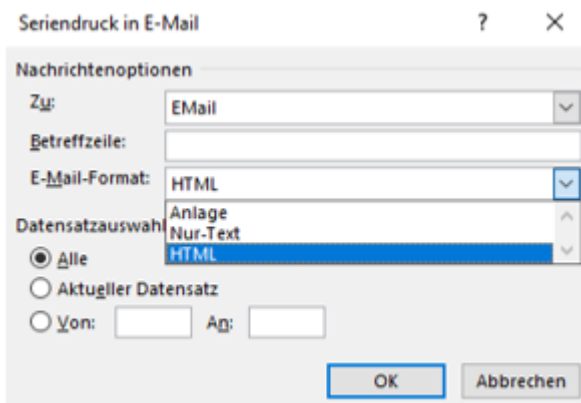 Seriendruck in E-Mail ?
Nachrichtenoptionen
Zu: EMail
Betreffzeile:
E-Mail-Format: HTML
Anlage
Nur-Text
HTML
Datensatzauswahl
Alle
Aktueller Datensatz
Von: An:
OK Abbrechen